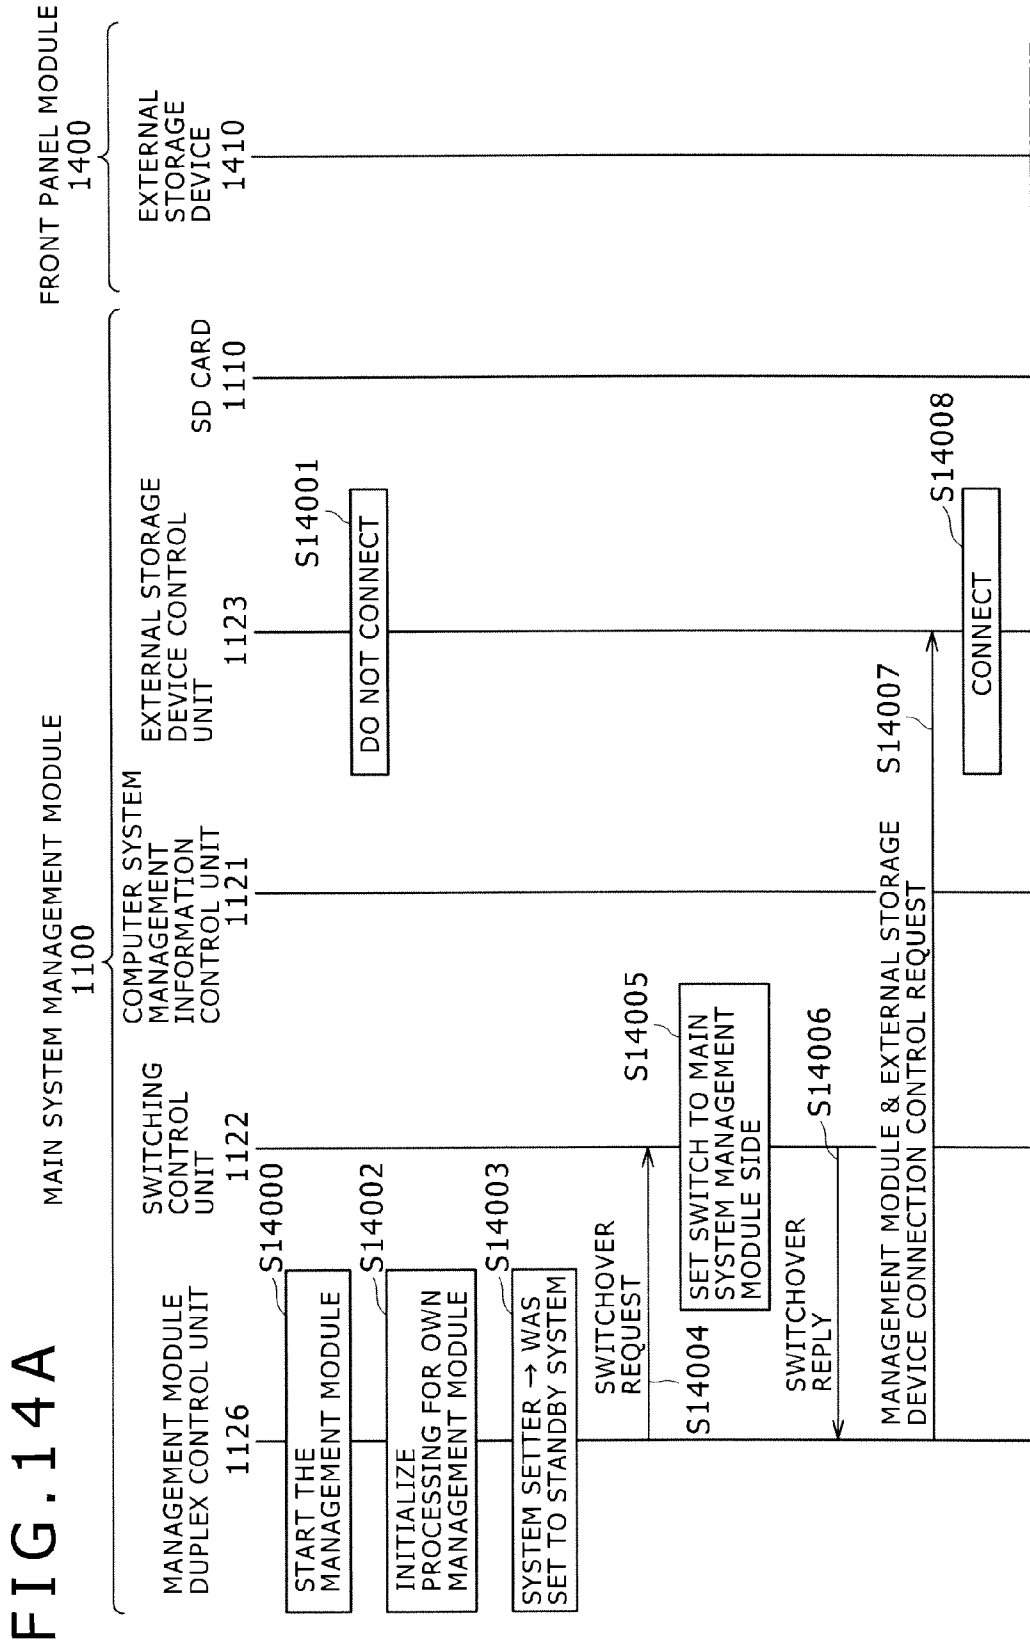 FIG.14A
MAIN SYSTEM MANAGEMENT MODULE
1100
FRONT PANEL MODULE
1400
MANAGEMENT MODULE
DUPLEX CONTROL UNIT
1126
SWITCHING
CONTROL
UNIT
1122
COMPUTER SYSTEM
MANAGEMENT
INFORMATION
CONTROL UNIT
1121
EXTERNAL STORAGE
DEVICE CONTROL
UNIT
1123
SD CARD
1110
EXTERNAL
STORAGE
DEVICE
1410
S14000
START THE
MANAGEMENT MODULE
S14001
DO NOT CONNECT
S14002
INITIALIZE
PROCESSING FOR OWN
MANAGEMENT MODULE
S14003
SYSTEM SETTER → WAS
SET TO STANDBY SYSTEM
SWITCHOVER
REQUEST
S14004
S14005
SET SWITCH TO MAIN
SYSTEM MANAGEMENT
MODULE SIDE
SWITCHOVER
REPLY
S14006
MANAGEMENT MODULE & EXTERNAL STORAGE
DEVICE CONNECTION CONTROL REQUEST
S14007
S14008
CONNECT